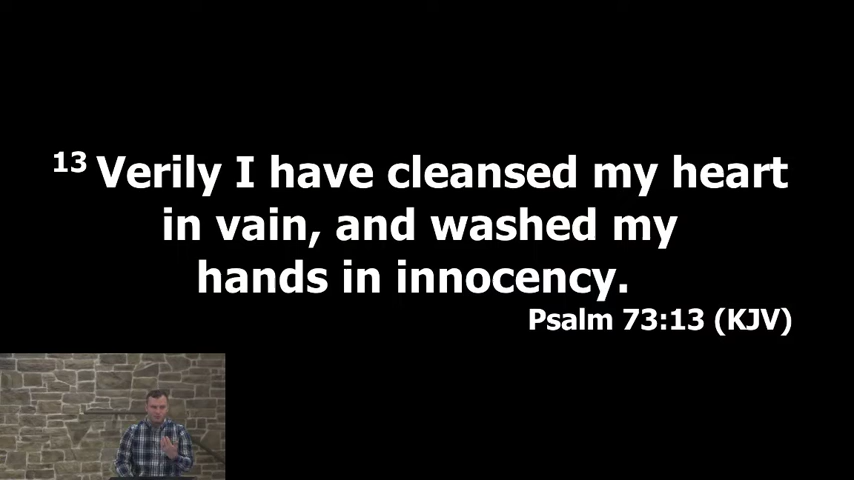 13 Verily I have cleansed my heart
in vain, and washed my
hands in innocency.
Psalm 73:13 (KJV)